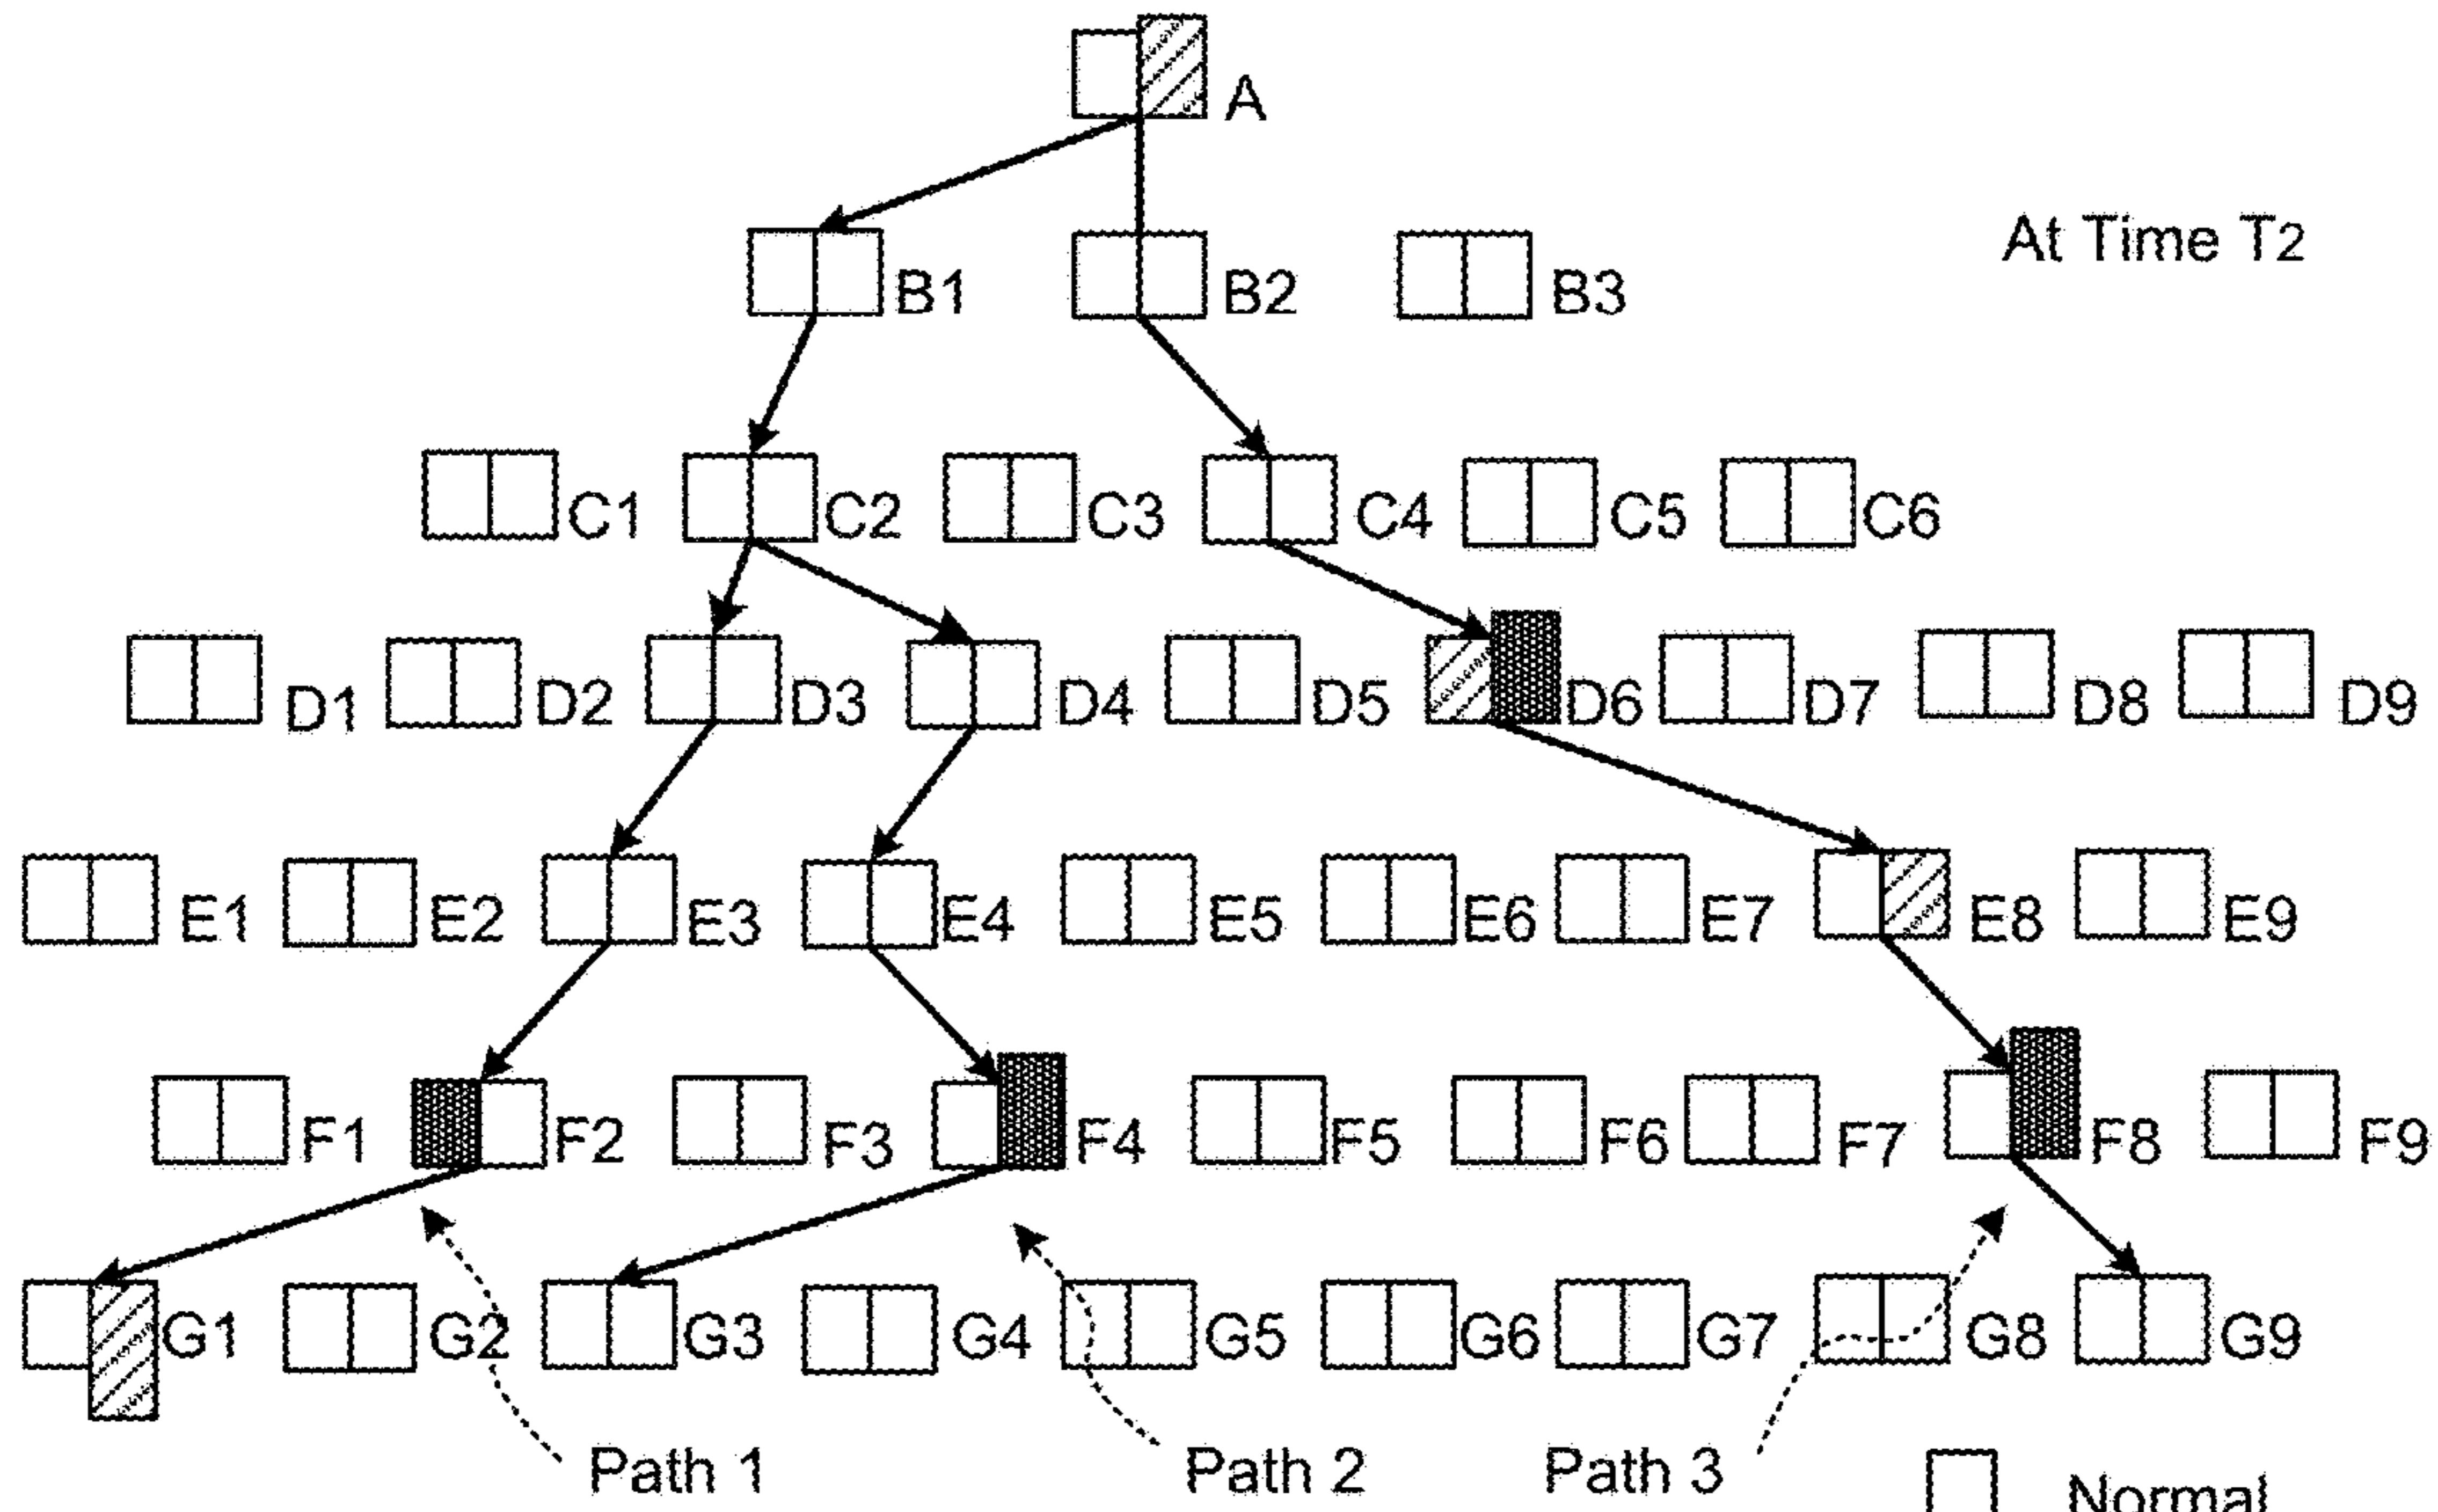 A
At Time T2
B1 B2 B3
C1 C2 C3 C4 C5 C6
D1 D2 D3 D4 D5 D6 D7 D8 D9
E1 E2 E3 E4 E5 E6 E7 E8 E9
F1 F2 F3 F4 F5 F6 F7 F8 F9
G1 G2 G3 G4 G5 G6 G7 G8 G9
Path 1 Path 2 Path 3
Normal